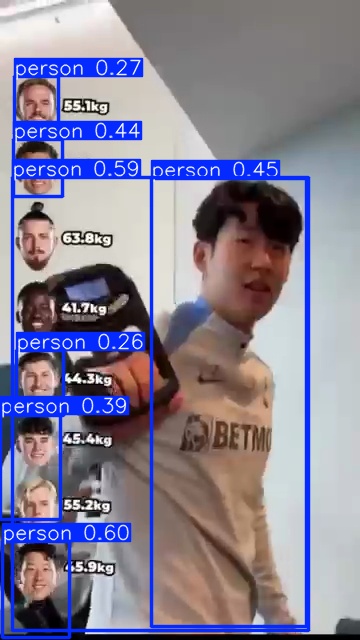 person 0.27
55.1kg
person 0.44
person 0.59
person 0.45
63.8kg
41.7kg
person 0.26
44.3kg
person 0.39
45.4kg
55.2kg
person 0.60
45.9kg